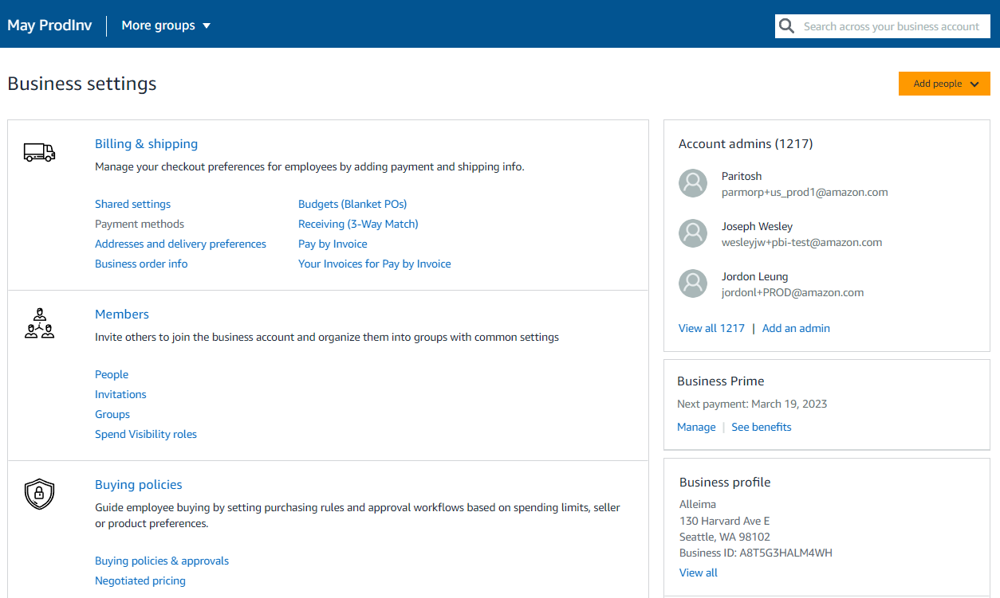 May ProdInv
More groups
Search across your business account
Business settings
Add people
Billing & shipping
Manage your checkout preferences for employees by adding payment and shipping info.
Shared settings
Payment methods
Addresses and delivery preferences
Business order info
Budgets (Blanket POs)
Receiving (3-Way Match)
Pay by Invoice
Your Invoices for Pay by Invoice
Members
Invite others to join the business account and organize them into groups with common settings
People
Invitations
Groups
Spend Visibility roles
Buying policies
Guide employee buying by setting purchasing rules and approval workflows based on spending limits, seller
or product preferences.
Buying policies & approvals
Negotiated pricing
Account admins (1217)
Paritosh
parmorp+us_prod1@amazon.com
Joseph Wesley
wesleyjw+pbi-test@amazon.com
Jordon Leung
jordonl+PROD@amazon.com
View all 1217 | Add an admin
Business Prime
Next payment: March 19, 2023
Manage | See benefits
Business profile
Alleima
130 Harvard Ave E
Seattle, WA 98102
Business ID: A8T5G3HALM4WH
View all